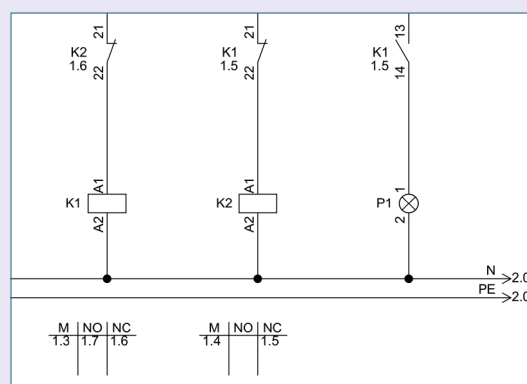 21 21 13
K2 K1 K1
1.6 1.5 1.5
22 22 14
A1 A1 1
K1 K2 P1
A2 A2 2
N 2.0
PE 2.0
M NO NC M NO NC
1.3 1.7 1.6 1.4 1.5